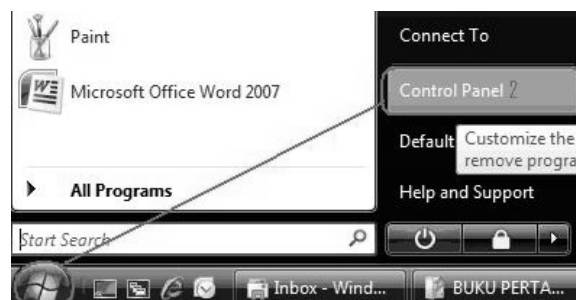 Paint
Microsoft Office Word 2007
All Programs
Start Search
Connect To
Control Panel 2
Default
Customize the
remove progra
Help and Support
Inbox - Wind...
BUKU PERTA...